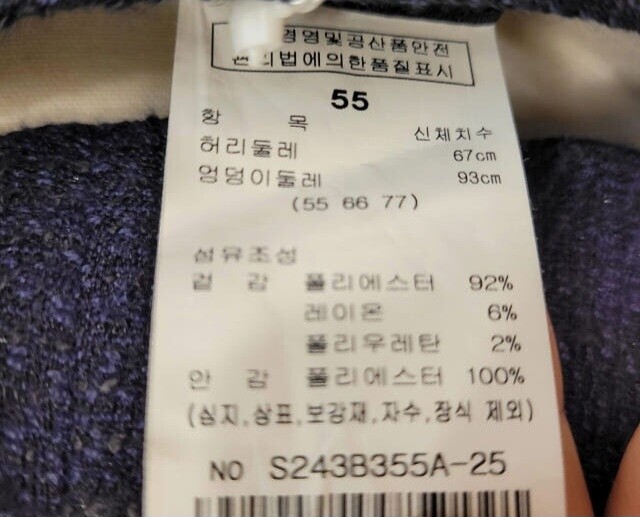 경영및공산품안전
법에의한품질표시
55
항 목 신체치수
허리둘레 67cm
엉덩이둘레 93cm
(55 66 77)
섬유조성
겉 감 폴리에스터 92%
레이온 6%
폴리우레탄 2%
안 감 폴리에스터 100%
(심지,상표,보강재,자수,장식 제외)
NO S243B355A-25